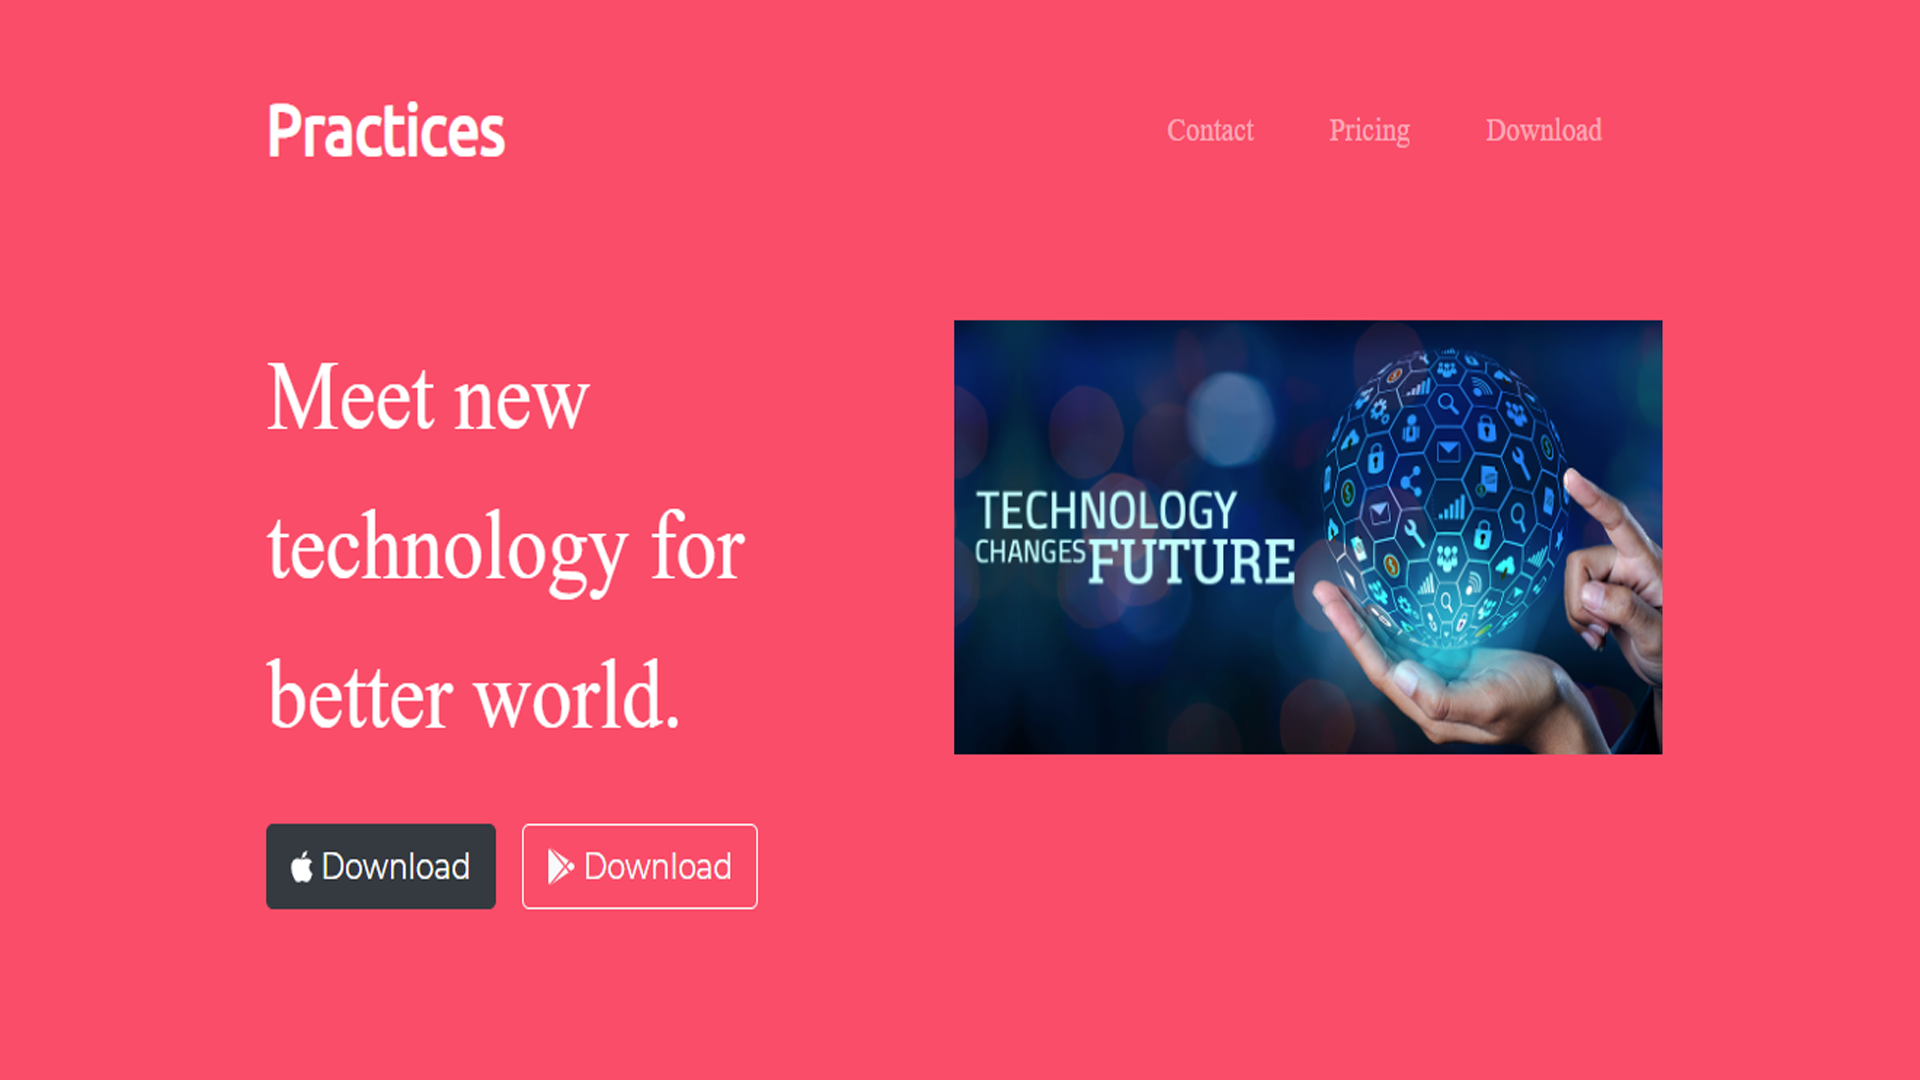 Practices
Contact
Pricing
Download
Meet new
technology for
better world.
TECHNOLOGY
CHANGES FUTURE
Download
Download